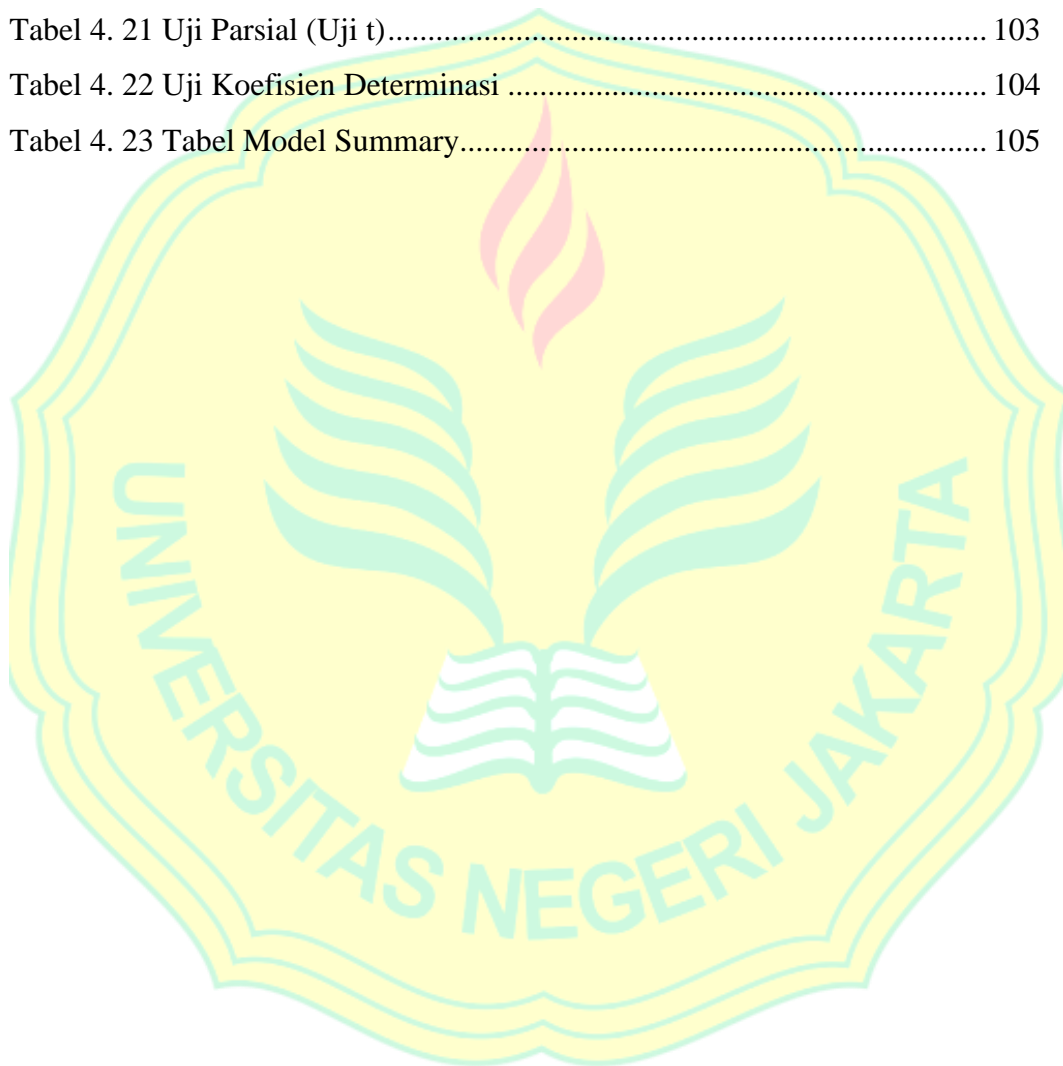 Tabel 4. 21 Uji Parsial (Uji t)........................................................................... 103
Tabel 4. 22 Uji Koefisien Determinasi ............................................................ 104
Tabel 4. 23 Tabel Model Summary.................................................................. 105
UNIVERSITAS NEGERI JAKARTA